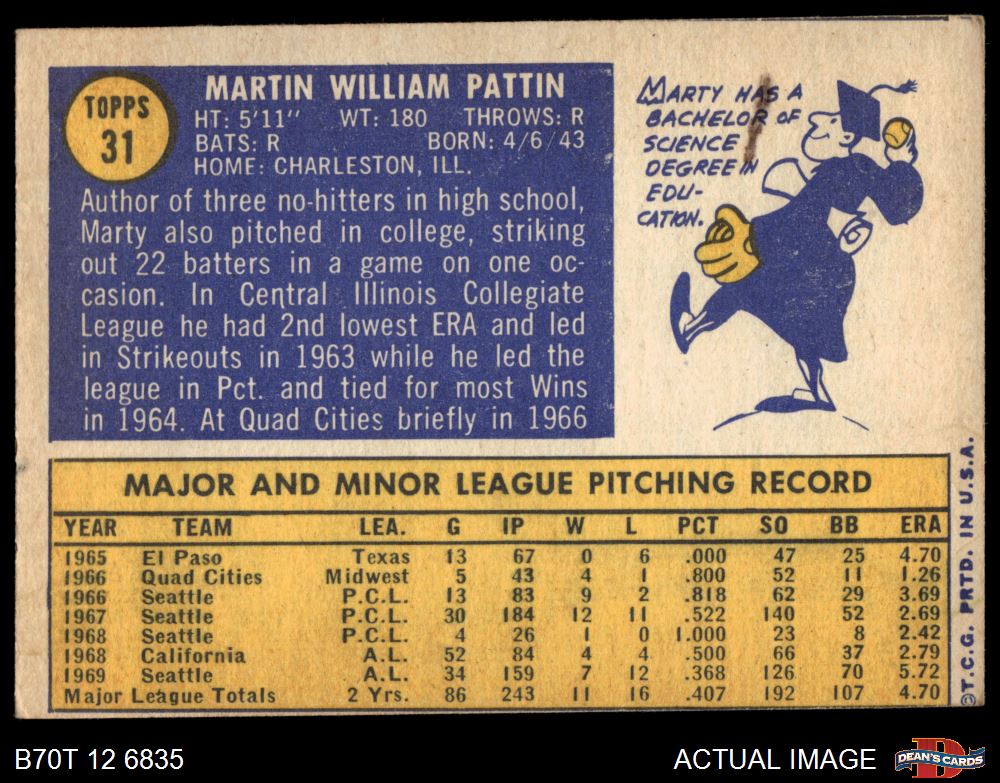 TOPPS
31
MARTIN WILLIAM PATTIN
HT: 5'11" WT: 180 THROWS: R
BATS: R BORN: 4/6/43
HOME: CHARLESTON, ILL.
Author of three no-hitters in high school,
Marty also pitched in college, striking
out 22 batters in a game on one oc-
casion. In Central Illinois Collegiate
League he had 2nd lowest ERA and led
in Strikeouts in 1963 while he led the
league in Pct. and tied for most Wins
in 1964. At Quad Cities briefly in 1966
MARTY HAS A
BACHELOR OF
SCIENCE
DEGREE IN
EDU-
CATION.
MAJOR AND MINOR LEAGUE PITCHING RECORD
YEAR TEAM LEA. G IP W L PCT SO BB ERA
1965 El Paso Texas 13 67 0 6 .000 47 25 4.70
1966 Quad Cities Midwest 5 43 4 1 .800 52 11 1.26
1966 Seattle P.C.L. 13 83 9 2 .818 62 29 3.69
1967 Seattle P.C.L. 30 184 12 11 .522 140 52 2.69
1968 Seattle P.C.L. 4 26 1 0 1.000 23 8 2.42
1968 California A.L. 52 84 4 4 .500 66 37 2.79
1969 Seattle A.L. 34 159 7 12 .368 126 70 5.72
Major League Totals 2 Yrs. 86 243 11 16 .407 192 107 4.70
©T.C.G. PRTD. IN U.S.A.
B70T 12 6835
ACTUAL IMAGE
D
DEAN'S CARDS